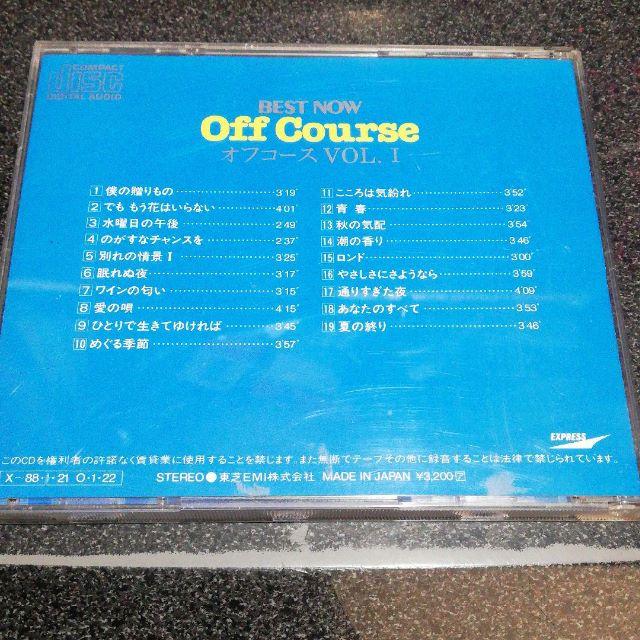 COMPACT
disc
DIGITAL AUDIO
BEST NOW
Off Course
オフコース VOL. I
1 僕の贈りもの 3'19"
2 でも もう花はいらない 4'01"
3 水曜日の午後 2'49"
4 のがすなチャンスを 2'37"
5 別れの情景 I 3'25"
6 眠れぬ夜 3'17"
7 ワインの匂い 3'15"
8 愛の唄 4'15"
9 ひとりで生きてゆければ 3'45"
10 めぐる季節 3'57"
11 こころは気紛れ 3'52"
12 青 春 3'23"
13 秋の気配 3'54"
14 潮の香り 3'46"
15 ロンド 3'00"
16 やさしさにさようなら 3'59"
17 通りすぎた夜 4'09"
18 あなたのすべて 3'53"
19 夏の終り 3'46"
EXPRESS
このCDを権利者の許諾なく賃貸業に使用することを禁じます。また無断でテープその他に録音することは法律で禁じられています。
X-88・1・21 O・1・22 STEREO● 東芝EMI株式会社 MADE IN JAPAN ¥3,200